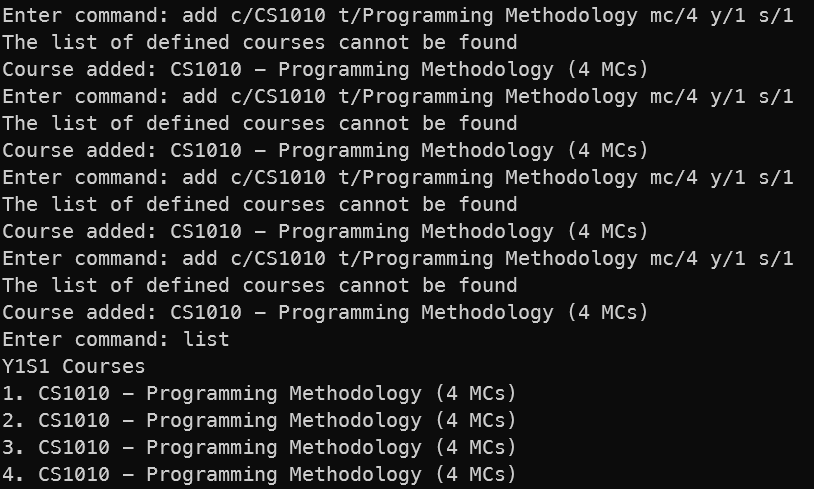 Enter command: add c/CS1010 t/Programming Methodology mc/4 y/1 s/1
The list of defined courses cannot be found
Course added: CS1010 – Programming Methodology (4 MCs)
Enter command: add c/CS1010 t/Programming Methodology mc/4 y/1 s/1
The list of defined courses cannot be found
Course added: CS1010 – Programming Methodology (4 MCs)
Enter command: add c/CS1010 t/Programming Methodology mc/4 y/1 s/1
The list of defined courses cannot be found
Course added: CS1010 – Programming Methodology (4 MCs)
Enter command: add c/CS1010 t/Programming Methodology mc/4 y/1 s/1
The list of defined courses cannot be found
Course added: CS1010 – Programming Methodology (4 MCs)
Enter command: list
Y1S1 Courses
1. CS1010 – Programming Methodology (4 MCs)
2. CS1010 – Programming Methodology (4 MCs)
3. CS1010 – Programming Methodology (4 MCs)
4. CS1010 – Programming Methodology (4 MCs)